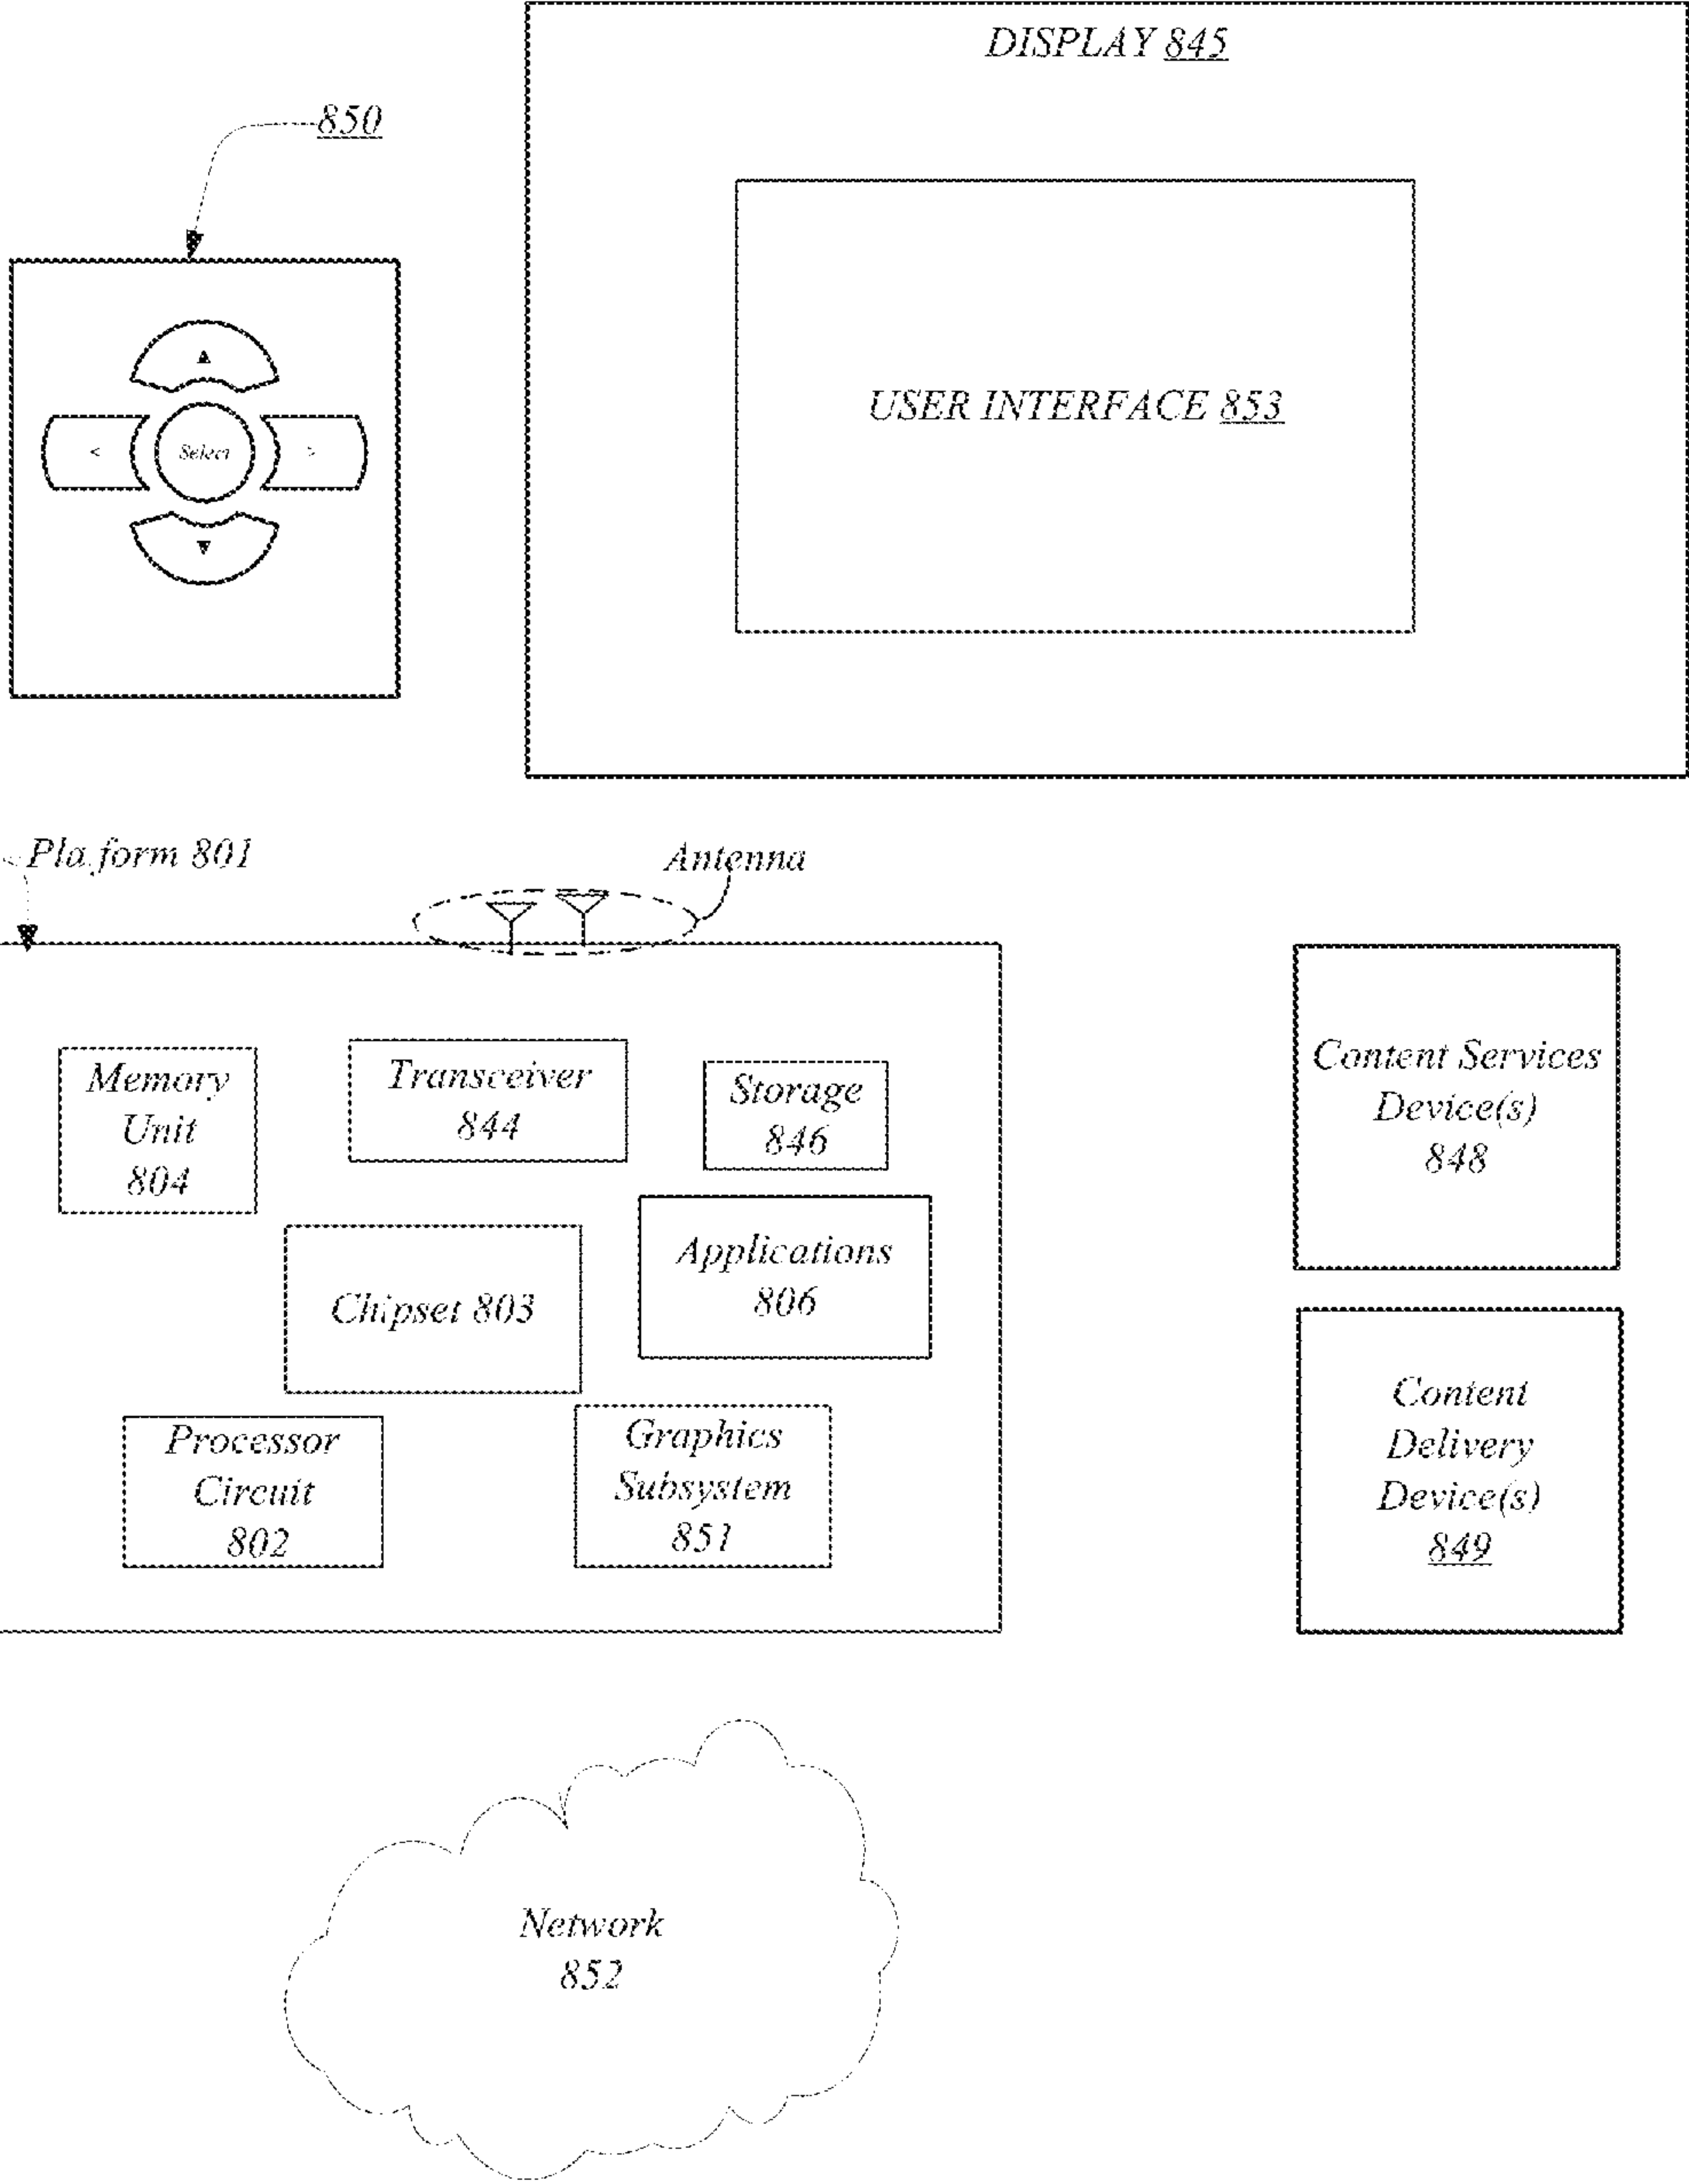 DISPLAY 845
850
USER INTERFACE 853
< Select >
Pla.form 801
Antenna
Memory
Unit
804
Transceiver
844
Storage
846
Content Services
Device(s)
848
Applications
806
Chipset 803
Processor
Circuit
802
Graphics
Subsystem
851
Content
Delivery
Device(s)
849
Network
852